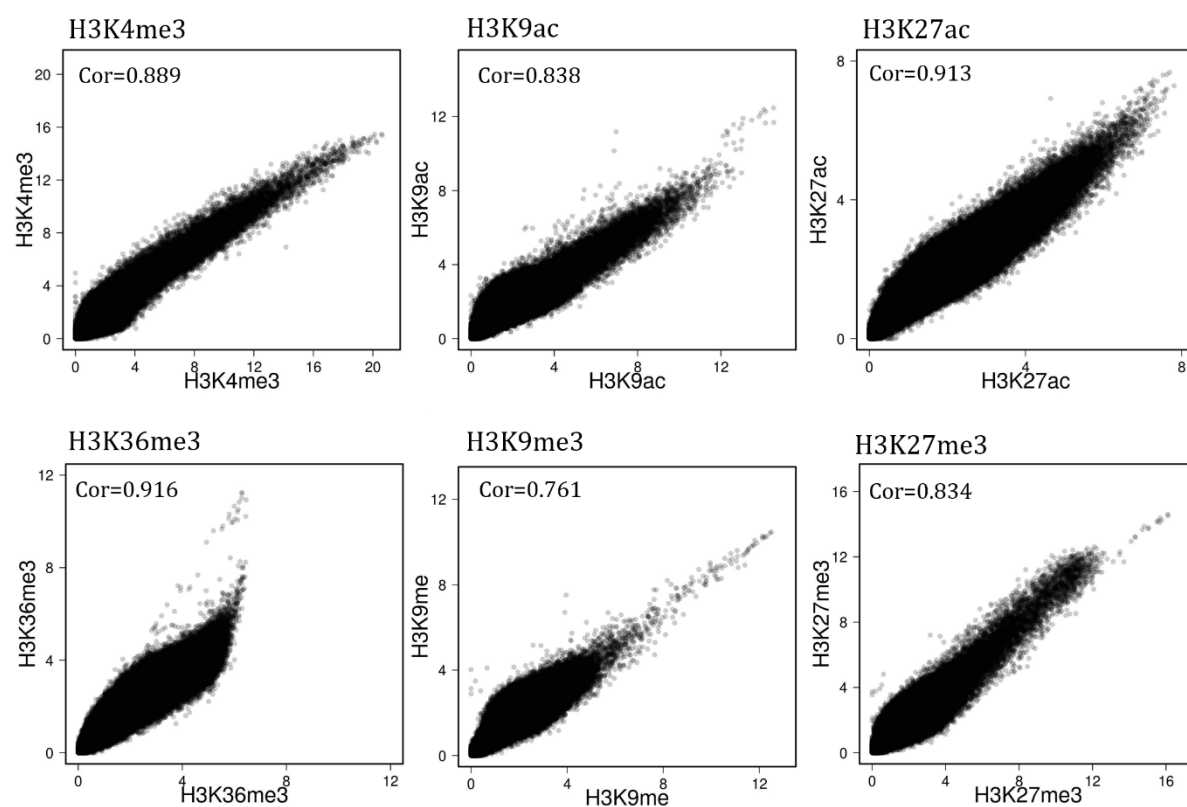 H3K4me3
Cor=0.889
20
16
12
8
4
0
H3K4me3
0
4
8
12
16
20
H3K4me3
H3K9ac
Cor=0.838
12
8
4
0
H3K9ac
0
4
8
12
H3K9ac
H3K27ac
Cor=0.913
8
4
0
H3K27ac
0
4
8
H3K27ac
H3K36me3
Cor=0.916
12
8
4
0
H3K36me3
0
4
8
12
H3K36me3
H3K9me3
Cor=0.761
12
8
4
0
H3K9me
0
4
8
12
H3K9me
H3K27me3
Cor=0.834
16
12
8
4
0
H3K27me3
0
4
8
12
16
H3K27me3